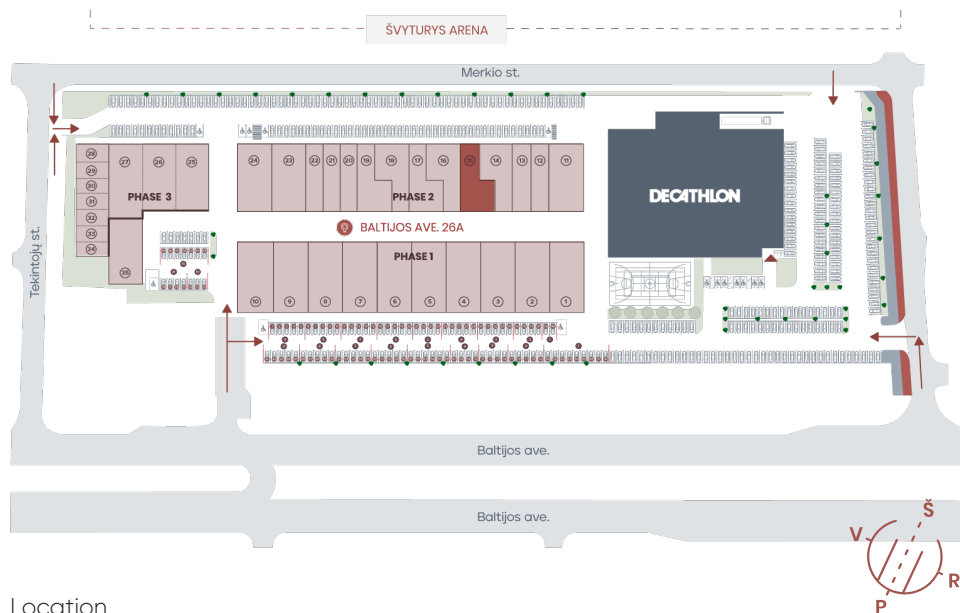 ŠVYTURYS ARENA
Merkio st.
Tekintojų st.
28
29
30
31
32
33
34
27
26
25
PHASE 3
35
24
23
22
21
20
19
18
17
16
15
14
13
12
11
PHASE 2
BALTIJOS AVE. 26A
PHASE 1
10
9
8
7
6
5
4
3
2
1
DECATHLON
Baltijos ave.
Baltijos ave.
Š
V
R
P
Location